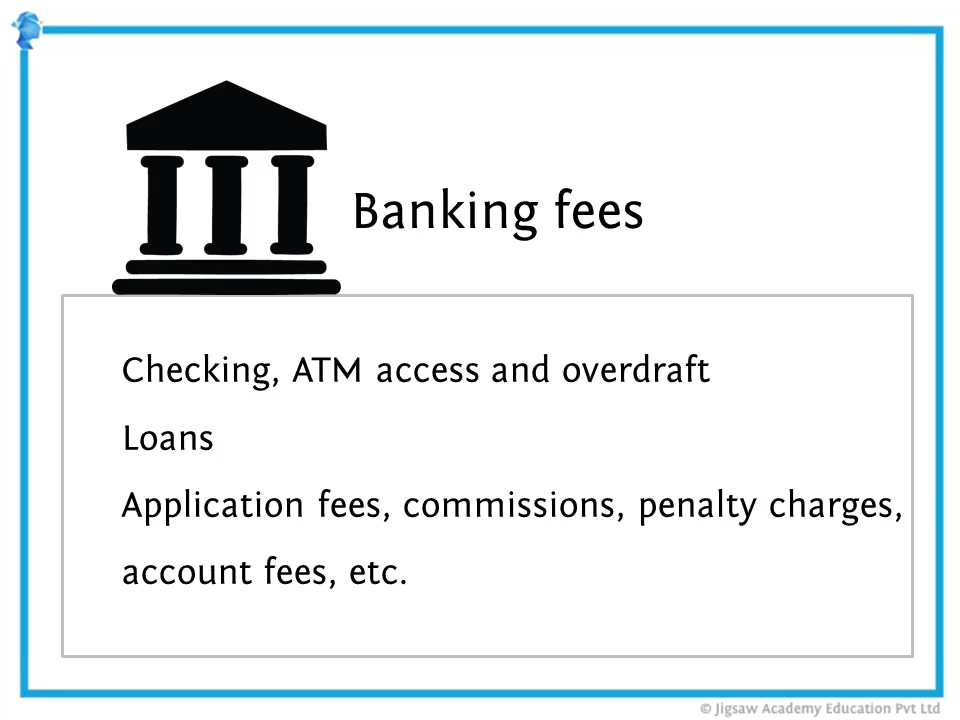 Banking fees
Checking, ATM access and overdraft
Loans
Application fees, commissions, penalty charges,
account fees, etc.
© Jigsaw Academy Education Pvt Ltd